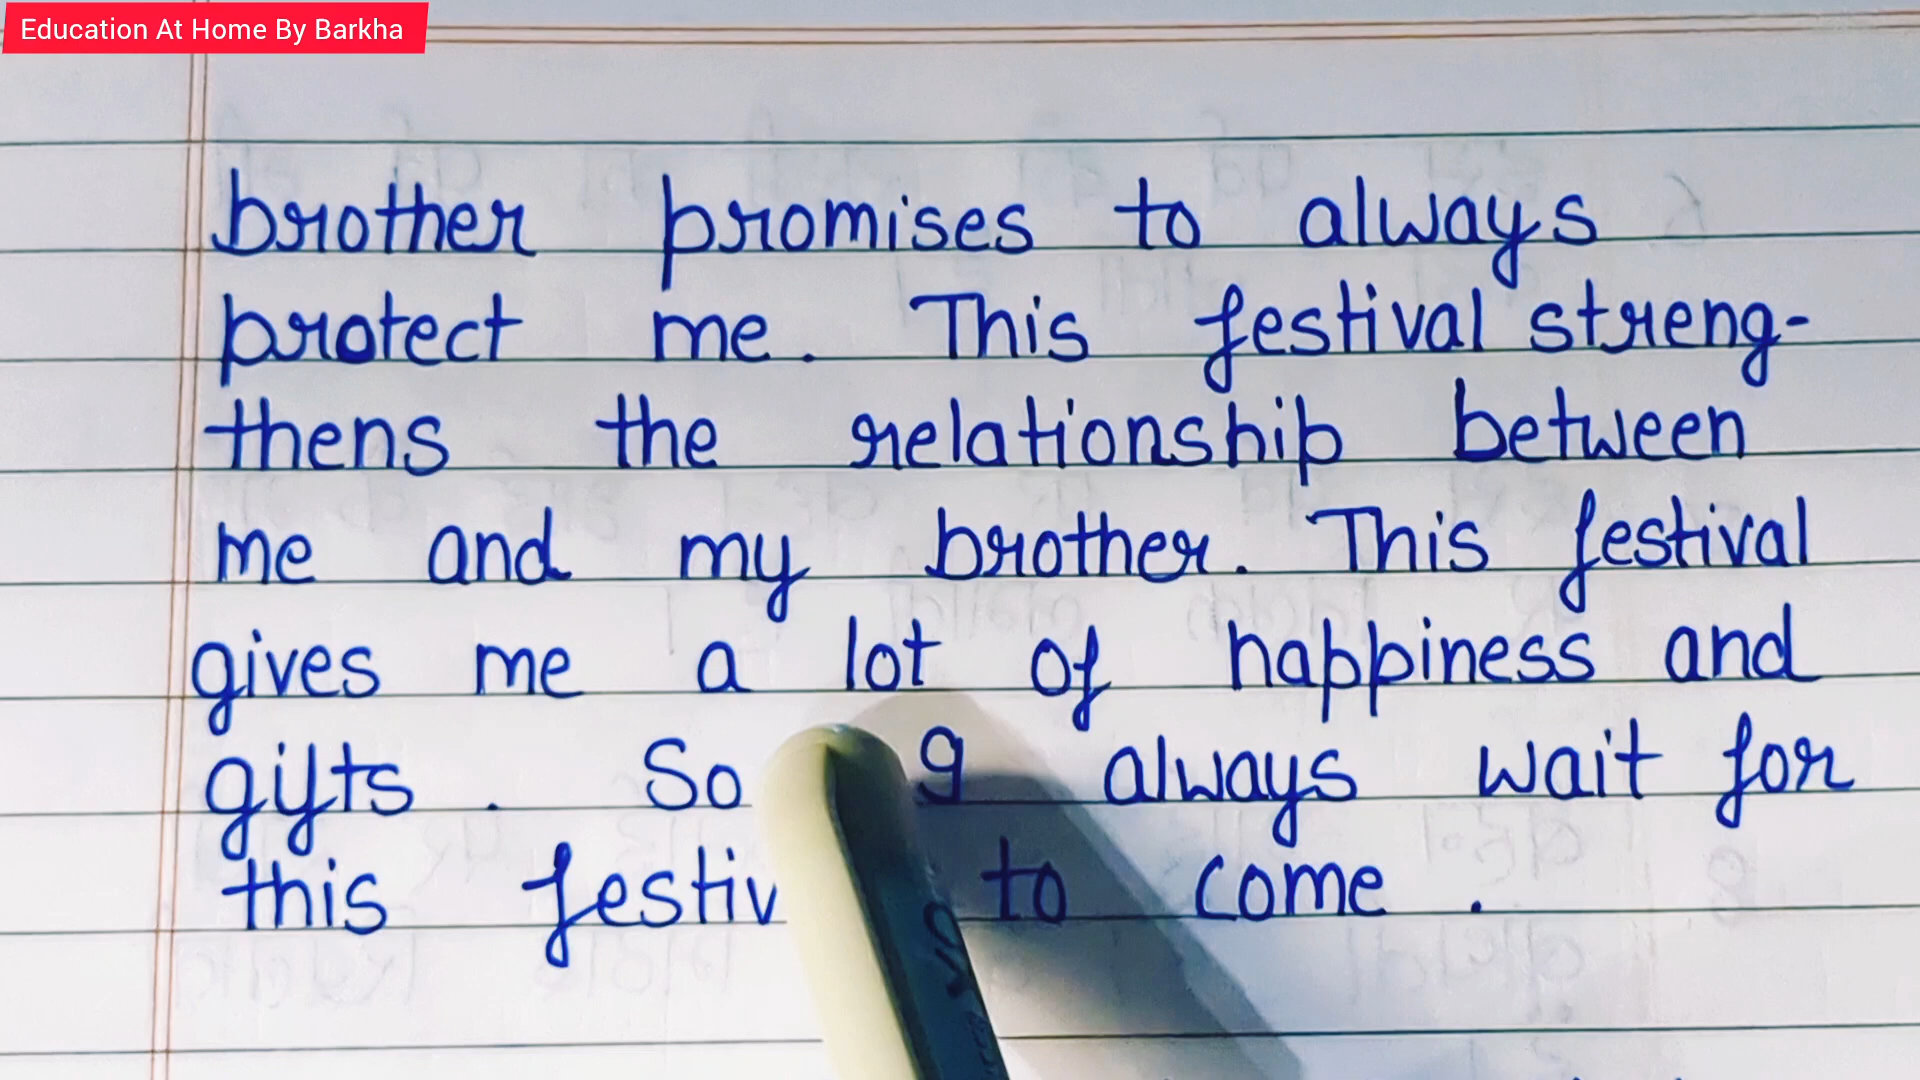 Education At Home By Barkha
brother promises to always
protect me. This festival streng-
thens the relationship between
me and my brother. This festival
gives me a lot of happiness and
gifts. So I always wait for
this festiv to come.